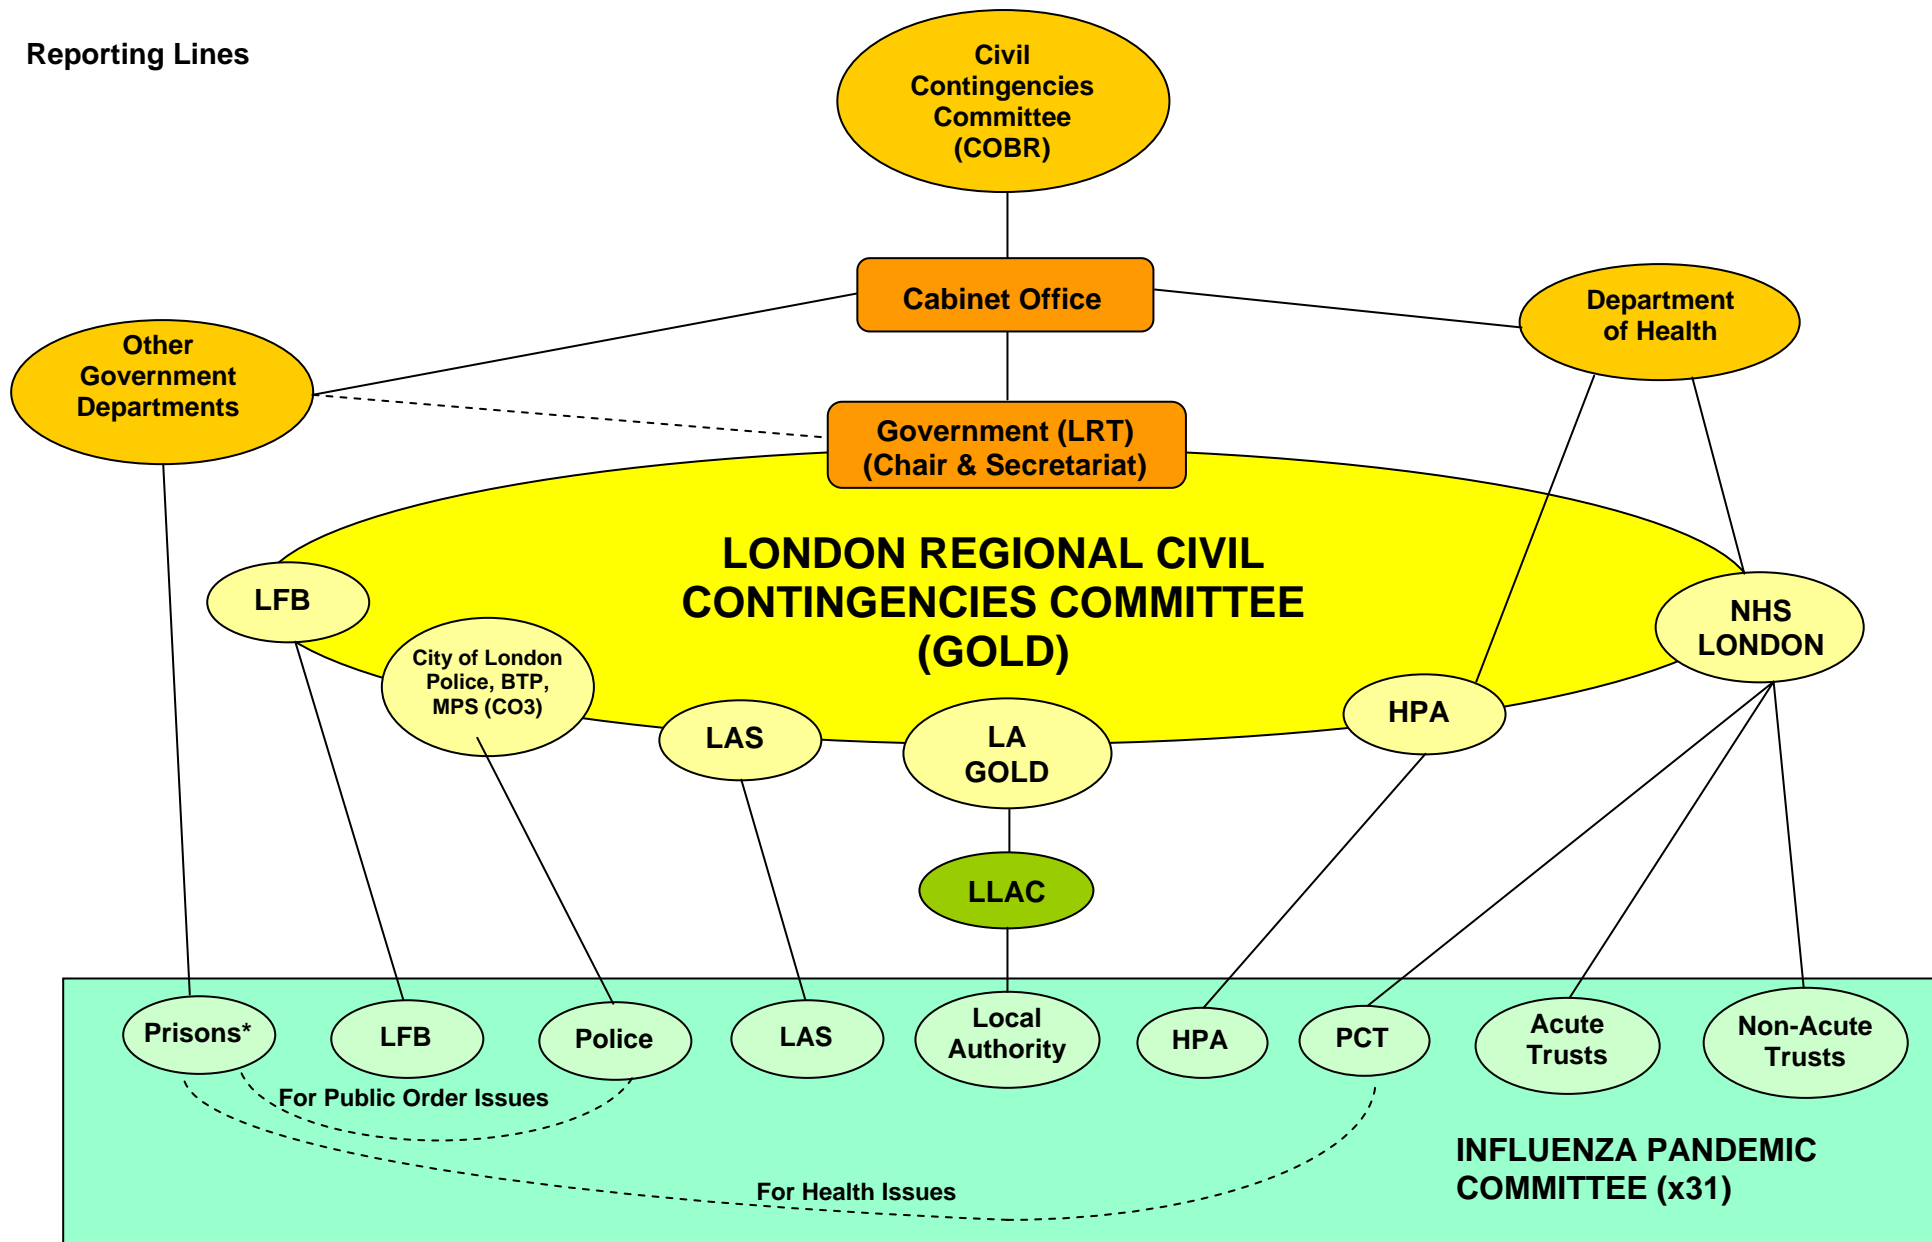 Reporting Lines
Civil
Contingencies
Committee
(COBR)
Cabinet Office
Department
of Health
Other
Government
Departments
Government (LRT)
(Chair & Secretariat)
LONDON REGIONAL CIVIL
CONTINGENCIES COMMITTEE
(GOLD)
LFB
City of London
Police, BTP,
MPS (CO3)
LAS
LA
GOLD
HPA
NHS
LONDON
LLAC
Prisons*
LFB
Police
LAS
Local
Authority
HPA
PCT
Acute
Trusts
Non-Acute
Trusts
For Public Order Issues
For Health Issues
INFLUENZA PANDEMIC
COMMITTEE (x31)